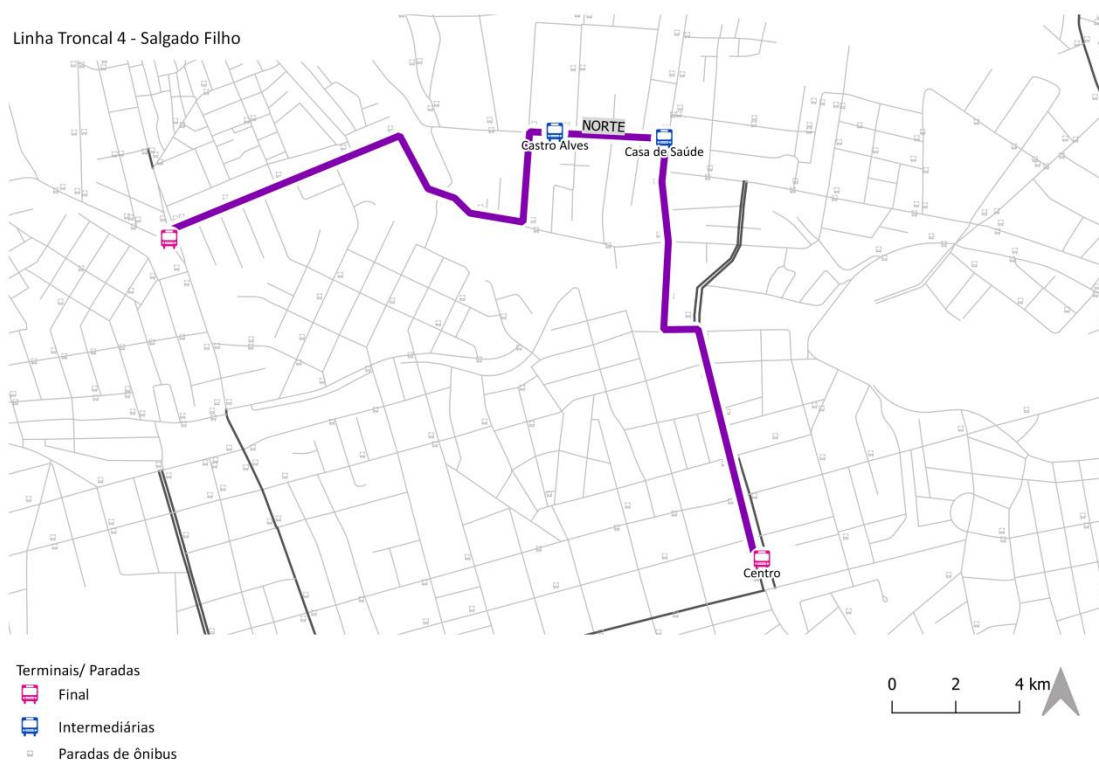 Linha Troncal 4 - Salgado Filho
NORTE
Castro Alves
Casa de Saúde
Centro
Terminais/ Paradas
Final
Intermediárias
Paradas de ônibus
0 2 4 km